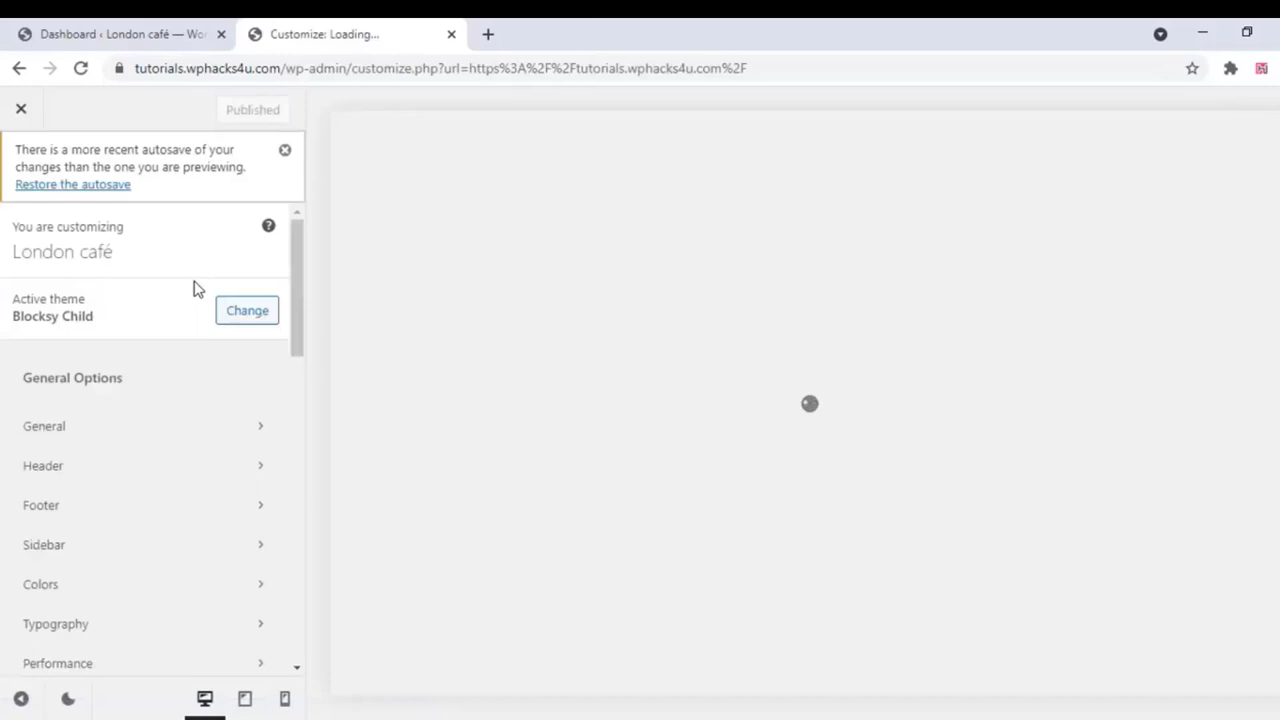 Dashboard ‹ London café — Wo
Customize: Loading...
tutorials.wphacks4u.com/wp-admin/customize.php?url=https%3A%2F%2Ftutorials.wphacks4u.com%2F
Published
There is a more recent autosave of your
changes than the one you are previewing.
Restore the autosave
You are customizing
London café
Active theme
Blocksy Child
Change
General Options
General
Header
Footer
Sidebar
Colors
Typography
Performance